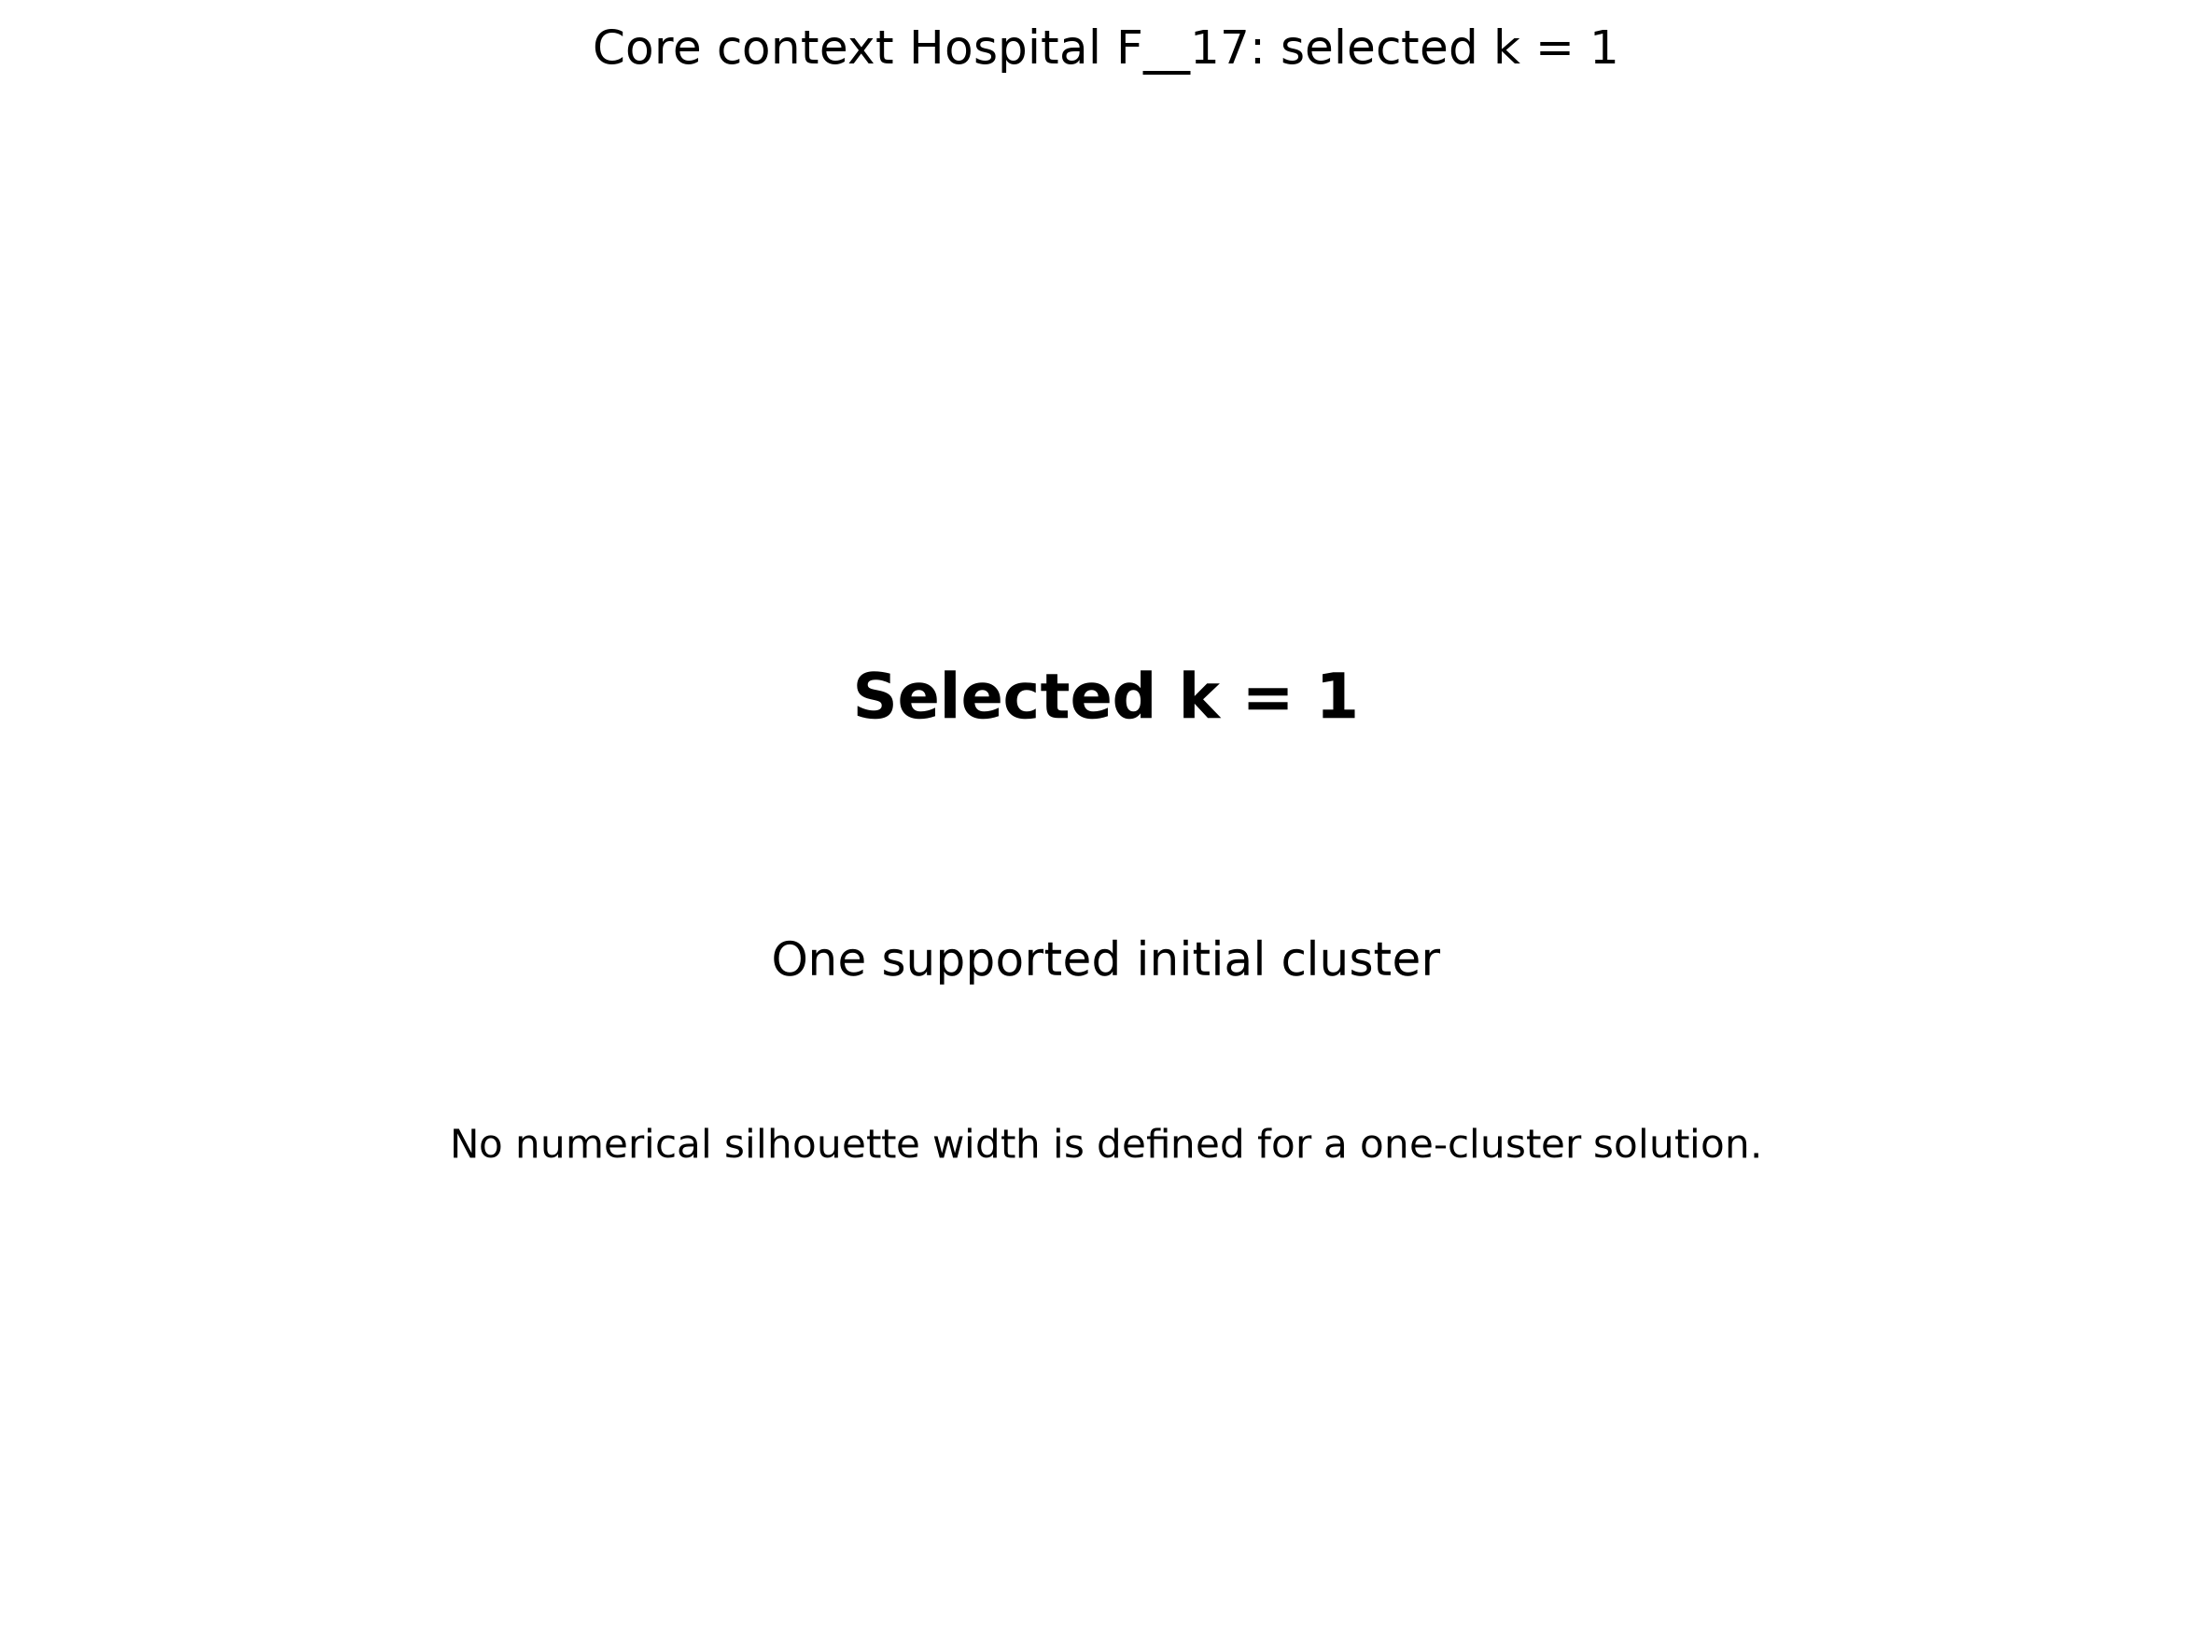 Core context Hospital F__17: selected k = 1
Selected k = 1
One supported initial cluster
No numerical silhouette width is defined for a one-cluster solution.